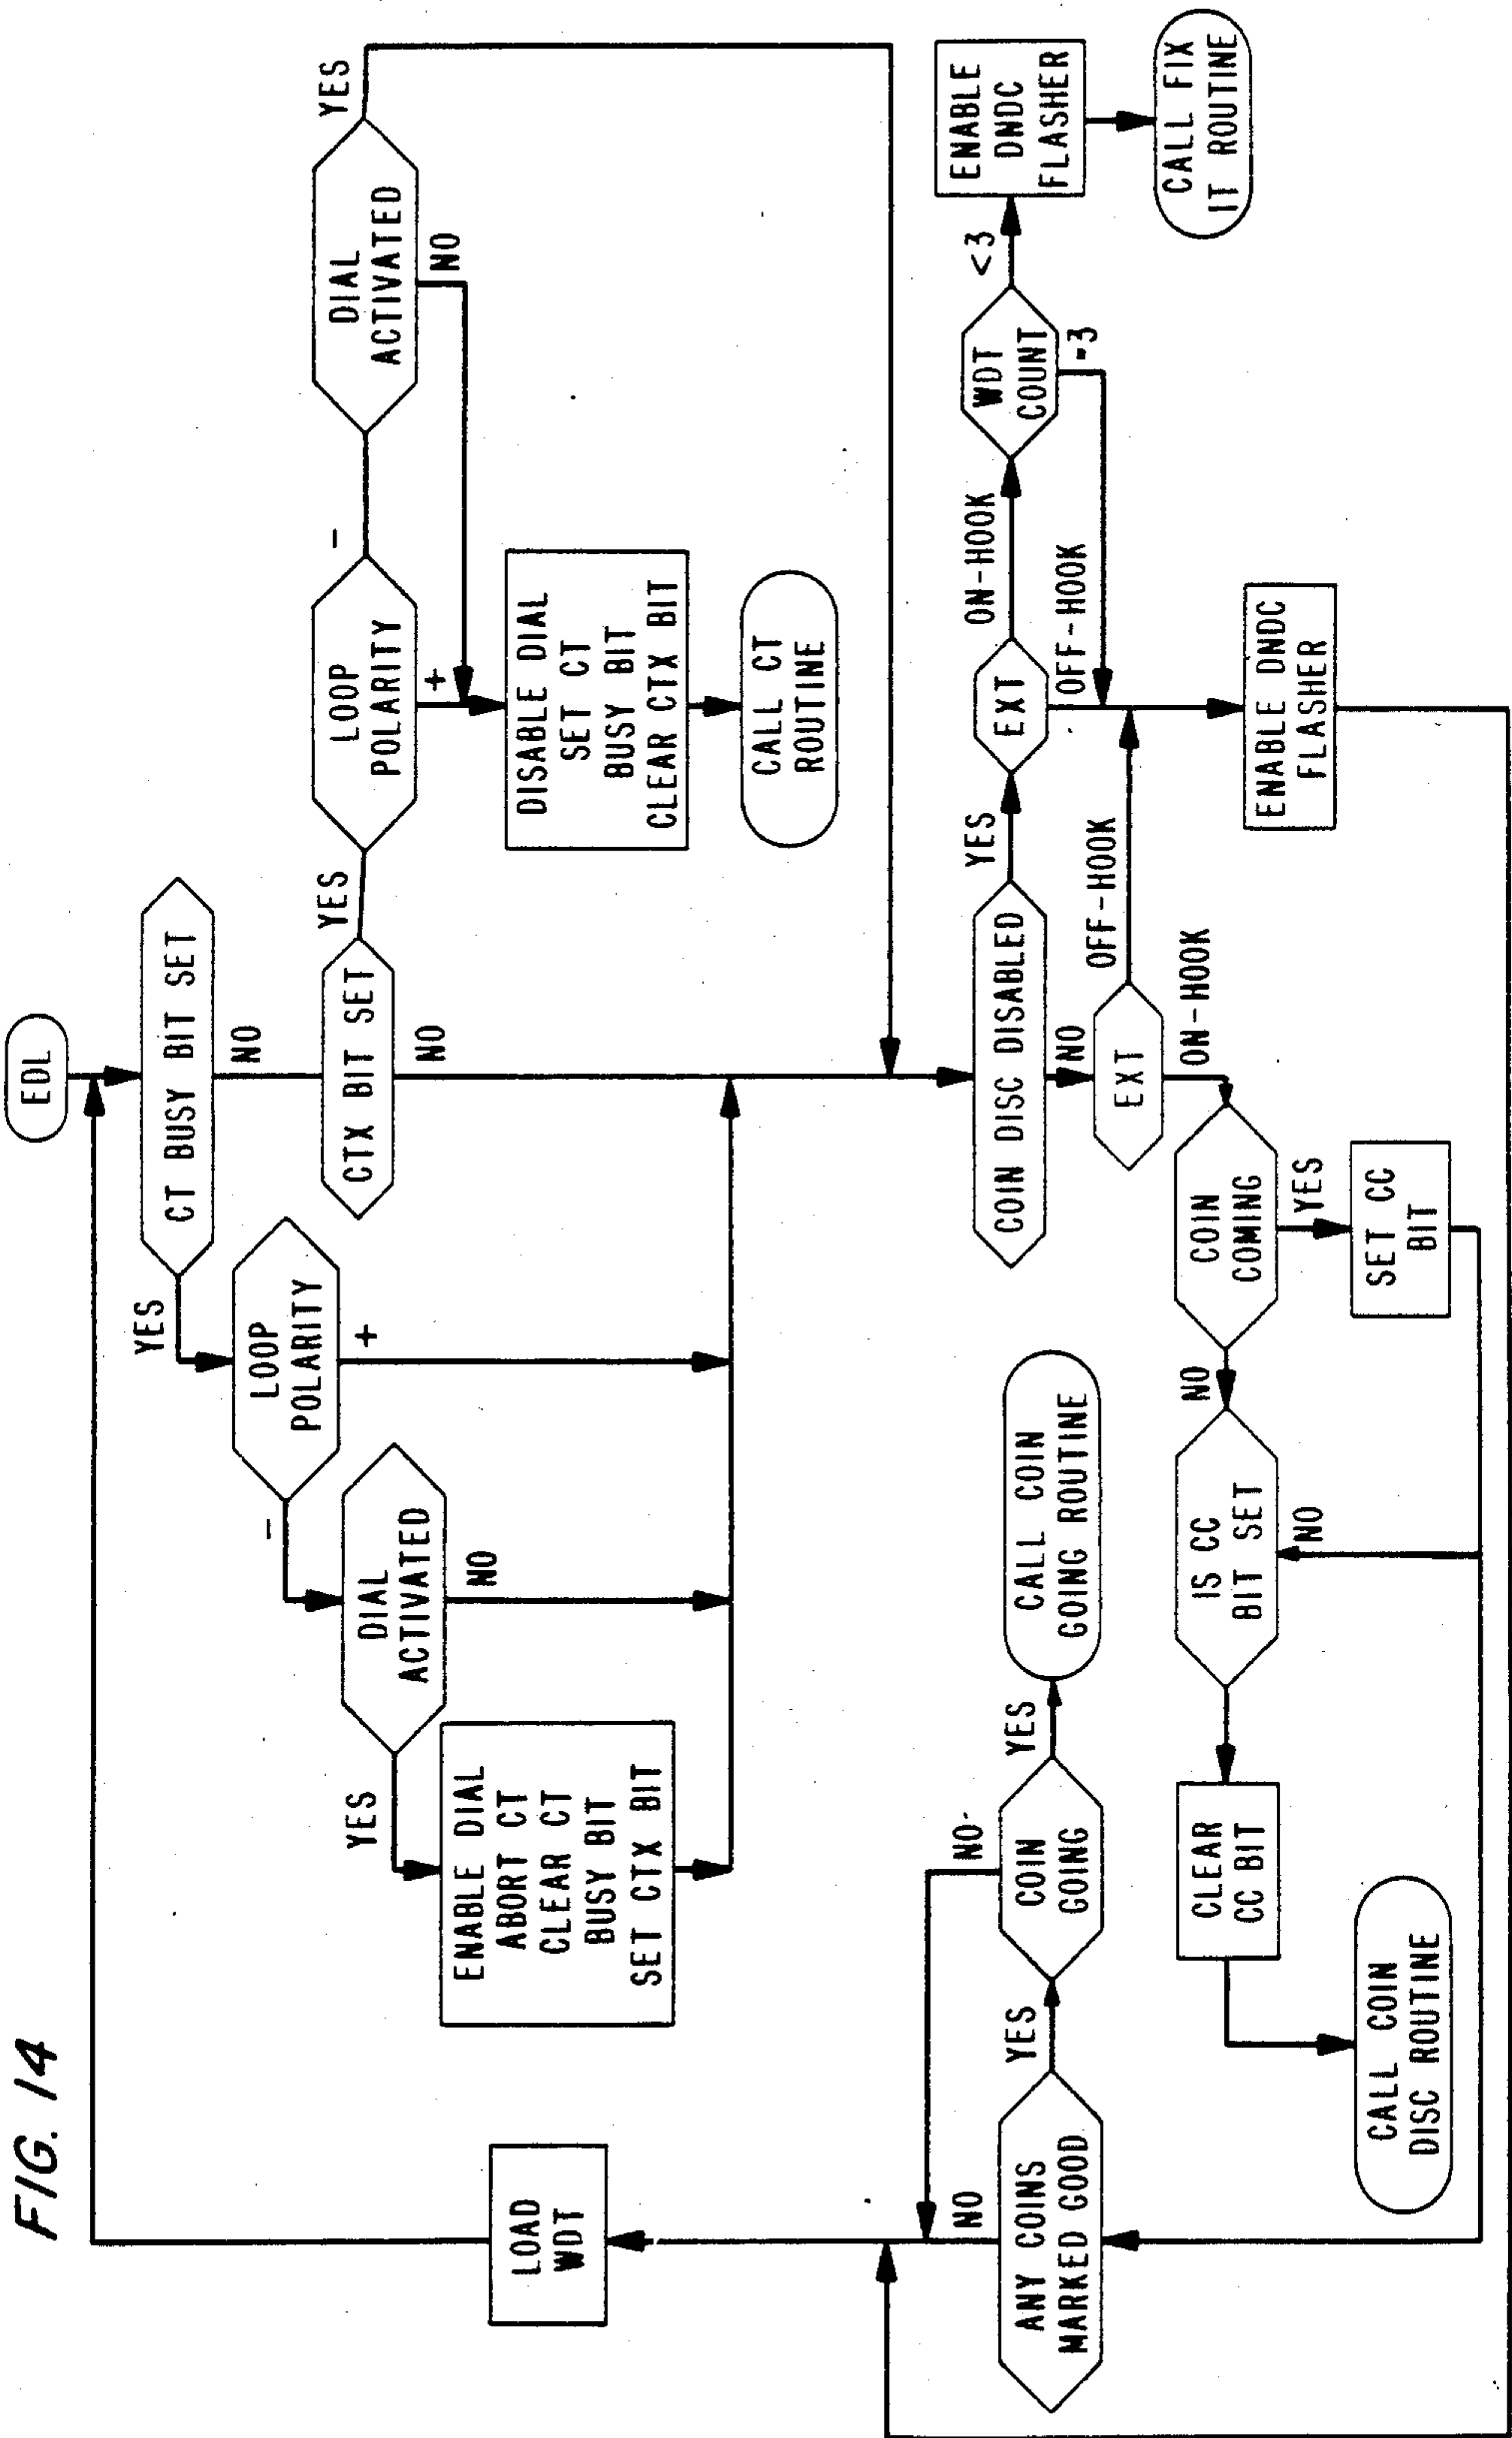 FIG. 14
EDL
CT BUSY BIT SET
YES
NO
LOOP
POLARITY
-
+
DIAL
ACTIVATED
YES
NO
ENABLE DIAL
ABORT CT
CLEAR CT
BUSY BIT
SET CTX BIT
CTX BIT SET
YES
NO
LOOP
POLARITY
-
+
DIAL
ACTIVATED
YES
NO
DISABLE DIAL
SET CT
BUSY BIT
CLEAR CTX BIT
CALL CT
ROUTINE
LOAD
WDT
COIN DISC DISABLED
YES
NO
EXT
ON-HOOK
OFF-HOOK
WDT
COUNT
<3
=3
ENABLE
DNDC
FLASHER
CALL FIX
IT ROUTINE
EXT
OFF-HOOK
ON-HOOK
ENABLE DNDC
FLASHER
COIN
COMING
NO
YES
SET CC
BIT
IS CC
BIT SET
NO
CLEAR
CC BIT
CALL COIN
DISC ROUTINE
ANY COINS
MARKED GOOD
NO
YES
COIN
GOING
NO
YES
CALL COIN
GOING ROUTINE